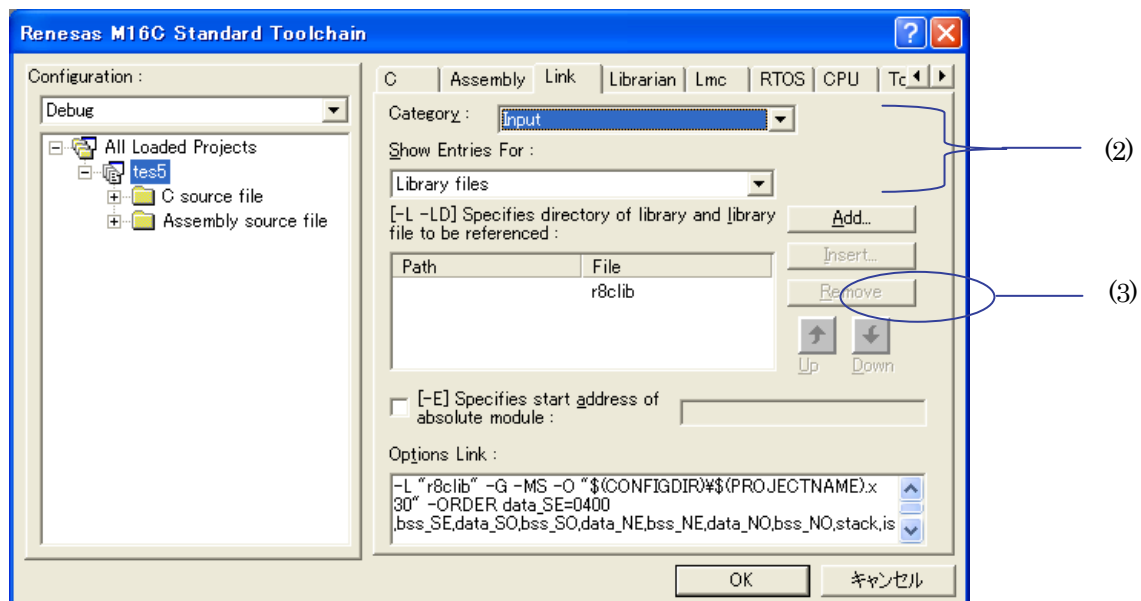 Renesas M16C Standard Toolchain
Configuration :
Debug
All Loaded Projects
tes5
C source file
Assembly source file
C Assembly Link Librarian Lmc RTOS CPU Tc
Category : Input
Show Entries For :
Library files
[-L -LD] Specifies directory of library and library
file to be referenced :
Add...
Insert...
Remove
Path File
r8clib
Up Down
[-E] Specifies start address of
absolute module :
Options Link :
-L "r8clib" -G -MS -O "$(CONFIGDIR)¥$(PROJECTNAME).x
30" -ORDER data_SE=0400
,bss_SE,data_SO,bss_SO,data_NE,bss_NE,data_NO,bss_NO,stack,is
OK キャンセル
(2)
(3)